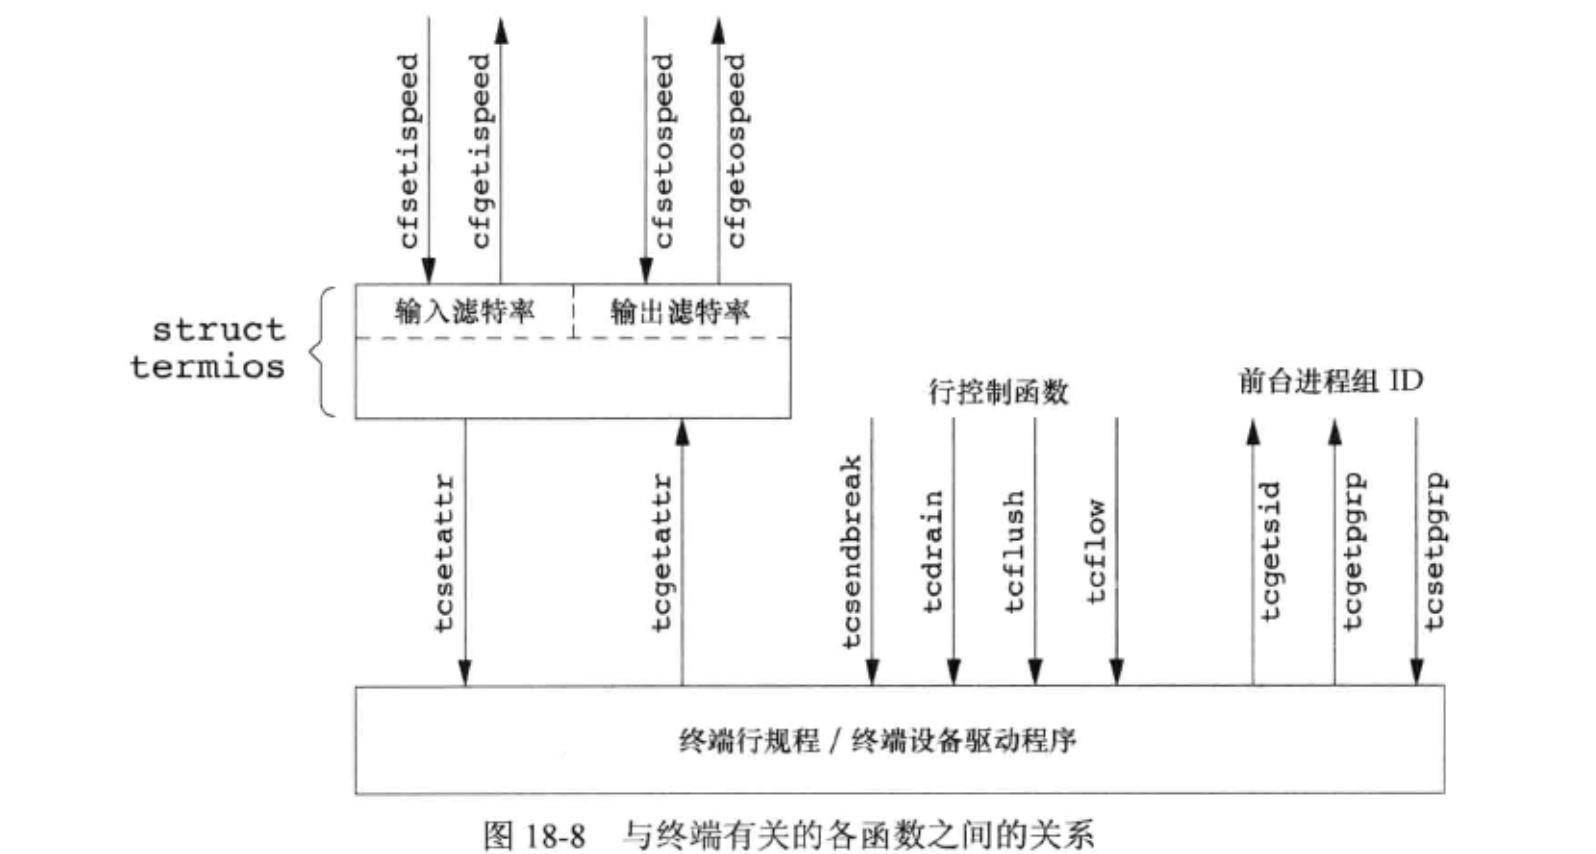 cfsetispeed
cfgetispeed
cfsetospeed
cfgetospeed
输入滤特率
输出滤特率
struct
termios
行控制函数
前台进程组 ID
tcsetattr
tcgetattr
tcsendbreak
tcdrain
tcflush
tcflow
tcgetsid
tcgetpgrp
tcsetpgrp
终端行规程 / 终端设备驱动程序
图 18-8 与终端有关的各函数之间的关系